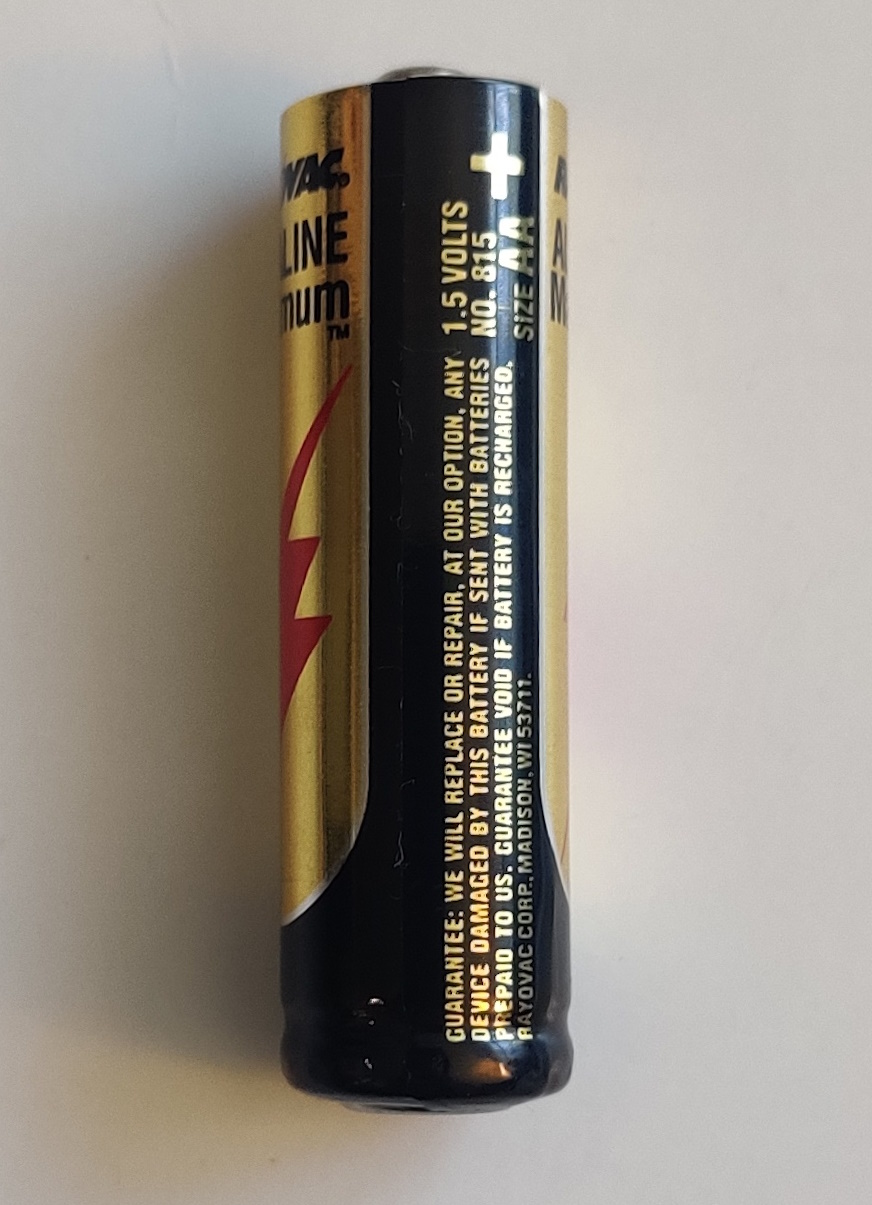 VAC.
LINE
mum™
+
1.5 VOLTS
NO. 815
SIZE AA
GUARANTEE: WE WILL REPLACE OR REPAIR, AT OUR OPTION, ANY
DEVICE DAMAGED BY THIS BATTERY IF SENT WITH BATTERIES
PREPAID TO US. GUARANTEE VOID IF BATTERY IS RECHARGED.
RAYOVAC CORP., MADISON, WI 53711.